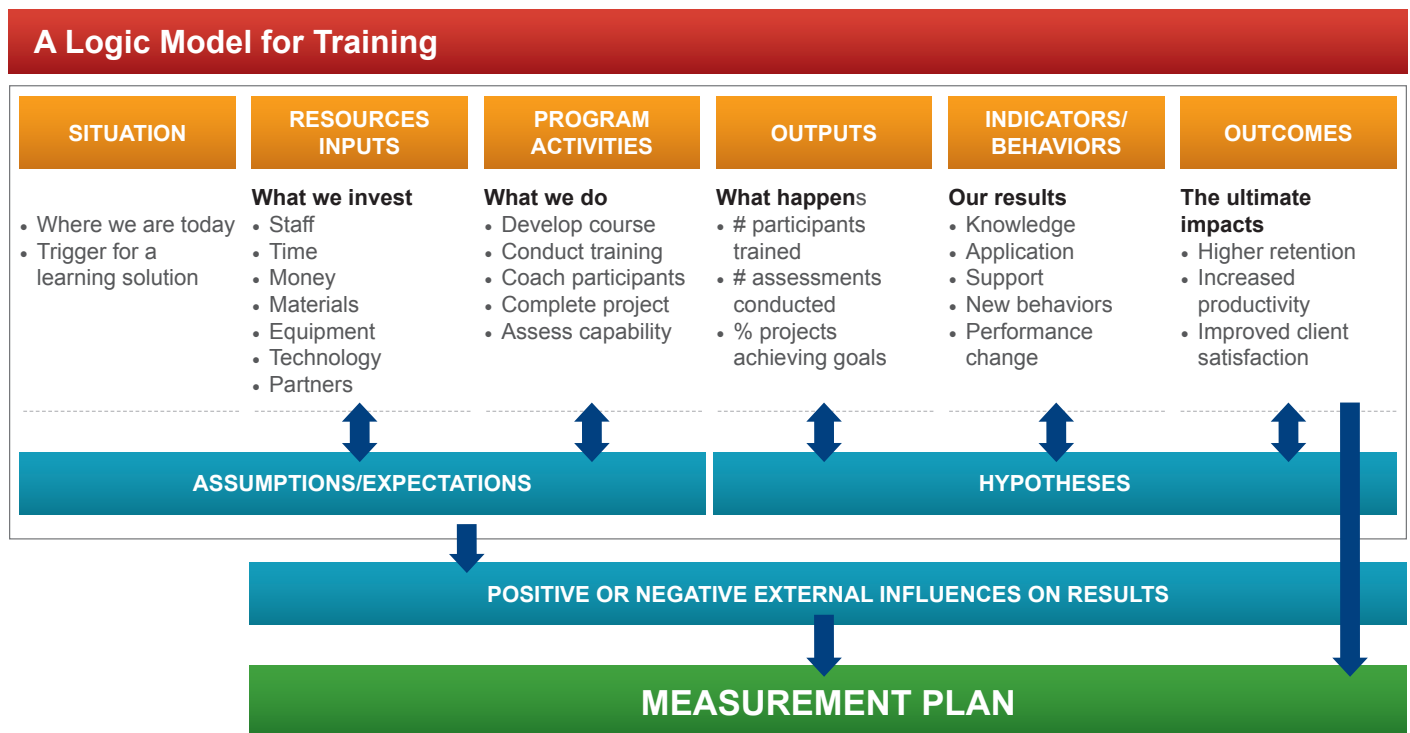 A Logic Model for Training
SITUATION
• Where we are today
• Trigger for a
learning solution
RESOURCES
INPUTS
What we invest
• Staff
• Time
• Money
• Materials
• Equipment
• Technology
• Partners
PROGRAM
ACTIVITIES
What we do
• Develop course
• Conduct training
• Coach participants
• Complete project
• Assess capability
OUTPUTS
What happens
• # participants
trained
• # assessments
conducted
• % projects
achieving goals
INDICATORS/
BEHAVIORS
Our results
• Knowledge
• Application
• Support
• New behaviors
• Performance
change
OUTCOMES
The ultimate
impacts
• Higher retention
• Increased
productivity
• Improved client
satisfaction
ASSUMPTIONS/EXPECTATIONS
HYPOTHESES
POSITIVE OR NEGATIVE EXTERNAL INFLUENCES ON RESULTS
MEASUREMENT PLAN